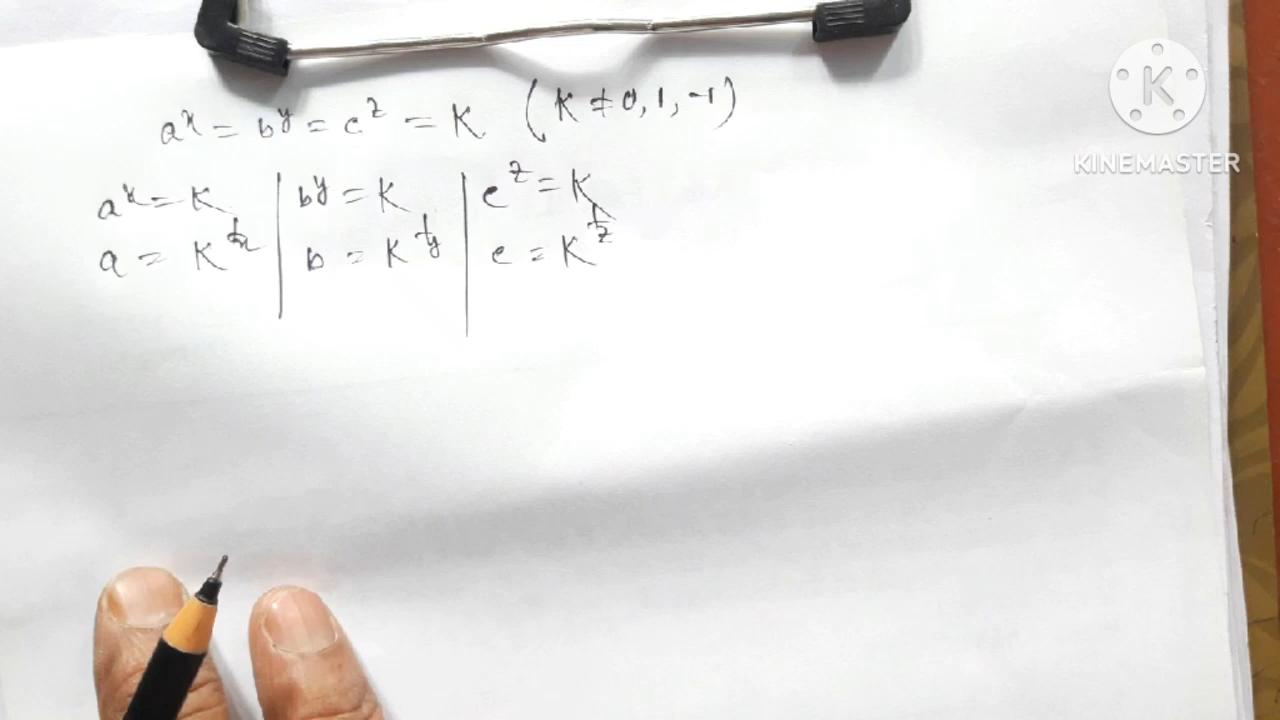 a^x = b^y = c^z = K (K ≠ 0, 1, -1)
a^x = K | b^y = K | c^z = K
a = K^{1/x} | b = K^{1/y} | c = K^{1/z}
K
KINEMASTER